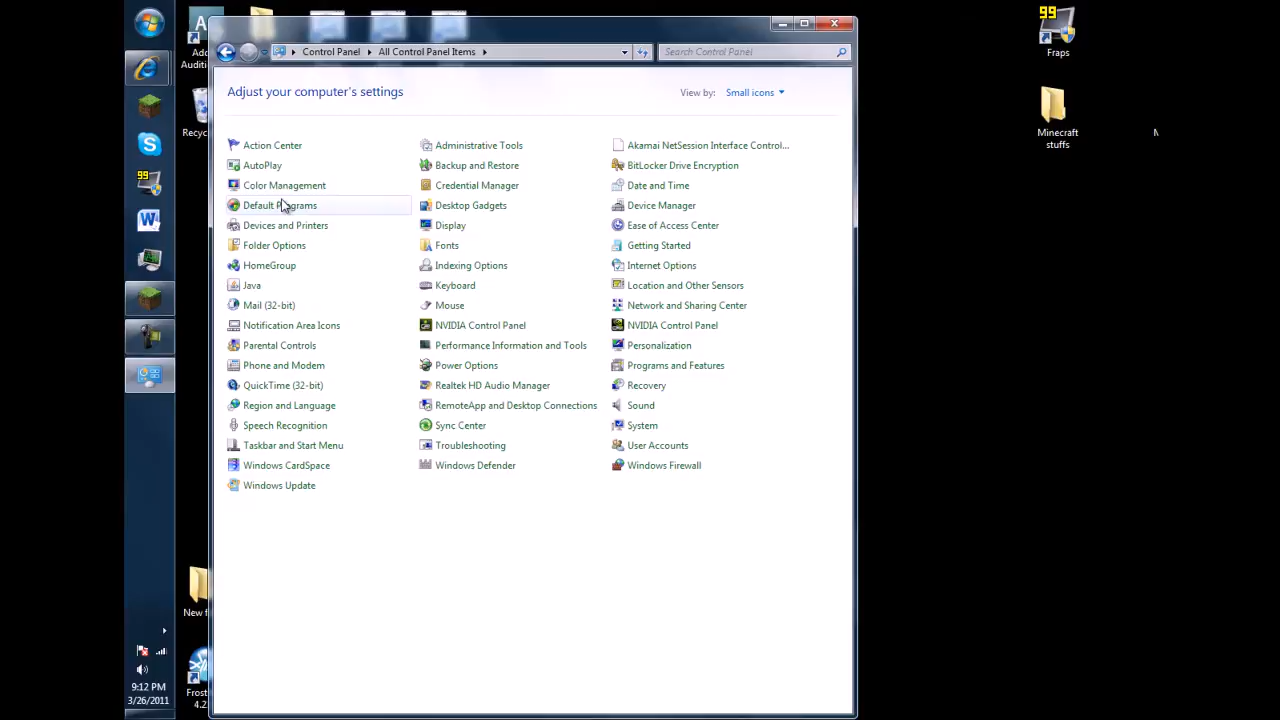 99
Fraps
Add
Auditi
Control Panel
All Control Panel Items
Search Control Panel
Adjust your computer's settings
View by:
Small icons
Recyc
Minecraft
stuffs
Action Center
Administrative Tools
Akamai NetSession Interface Control...
AutoPlay
Backup and Restore
BitLocker Drive Encryption
Color Management
Credential Manager
Date and Time
99
Default Programs
Desktop Gadgets
Device Manager
Devices and Printers
Display
Ease of Access Center
Folder Options
Fonts
Getting Started
HomeGroup
Indexing Options
Internet Options
Java
Keyboard
Location and Other Sensors
Mail (32-bit)
Mouse
Network and Sharing Center
Notification Area Icons
NVIDIA Control Panel
NVIDIA Control Panel
Parental Controls
Performance Information and Tools
Personalization
Phone and Modem
Power Options
Programs and Features
QuickTime (32-bit)
Realtek HD Audio Manager
Recovery
Region and Language
RemoteApp and Desktop Connections
Sound
Speech Recognition
Sync Center
System
Taskbar and Start Menu
Troubleshooting
User Accounts
Windows CardSpace
Windows Defender
Windows Firewall
Windows Update
New f
Fros
4.2
9:12 PM
3/26/2011